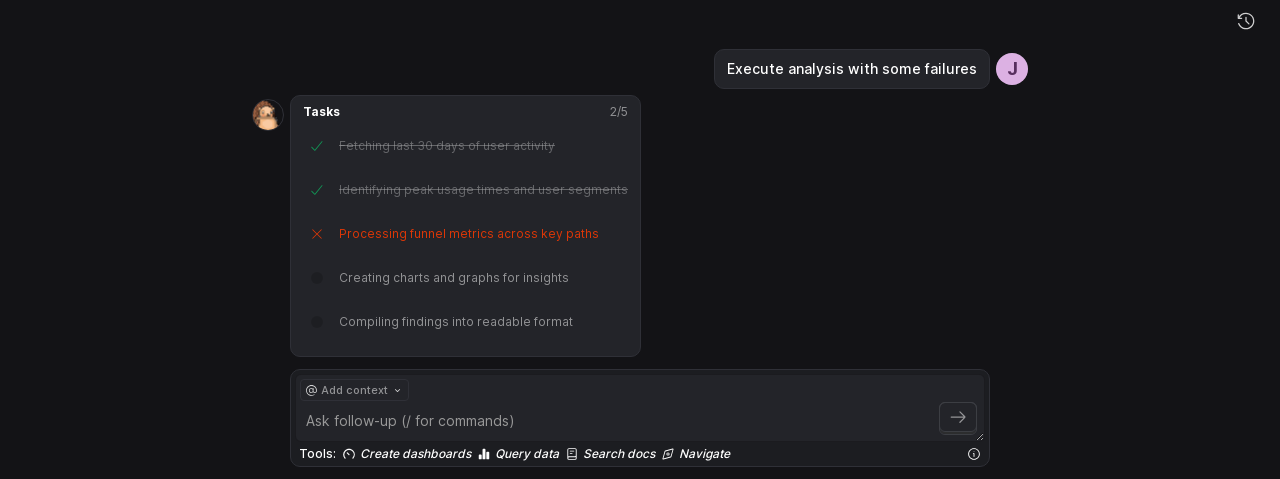 Execute analysis with some failures
J
Tasks 2/5
Fetching last 30 days of user activity
Identifying peak usage times and user segments
Processing funnel metrics across key paths
Creating charts and graphs for insights
Compiling findings into readable format
@ Add context
Ask follow-up (/ for commands)
Tools: Create dashboards Query data Search docs Navigate